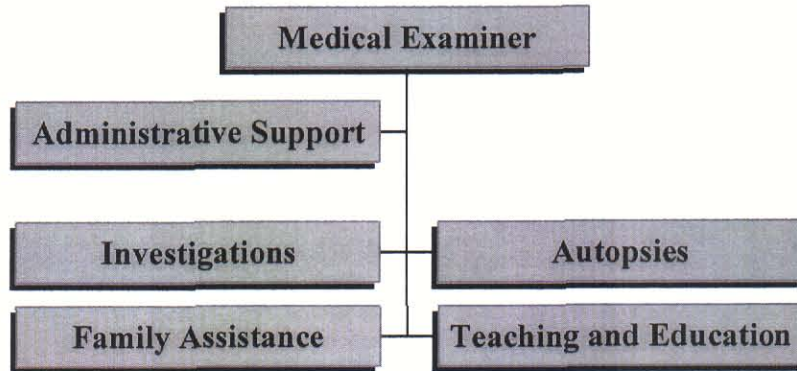 Medical Examiner
Administrative Support
Investigations
Autopsies
Family Assistance
Teaching and Education